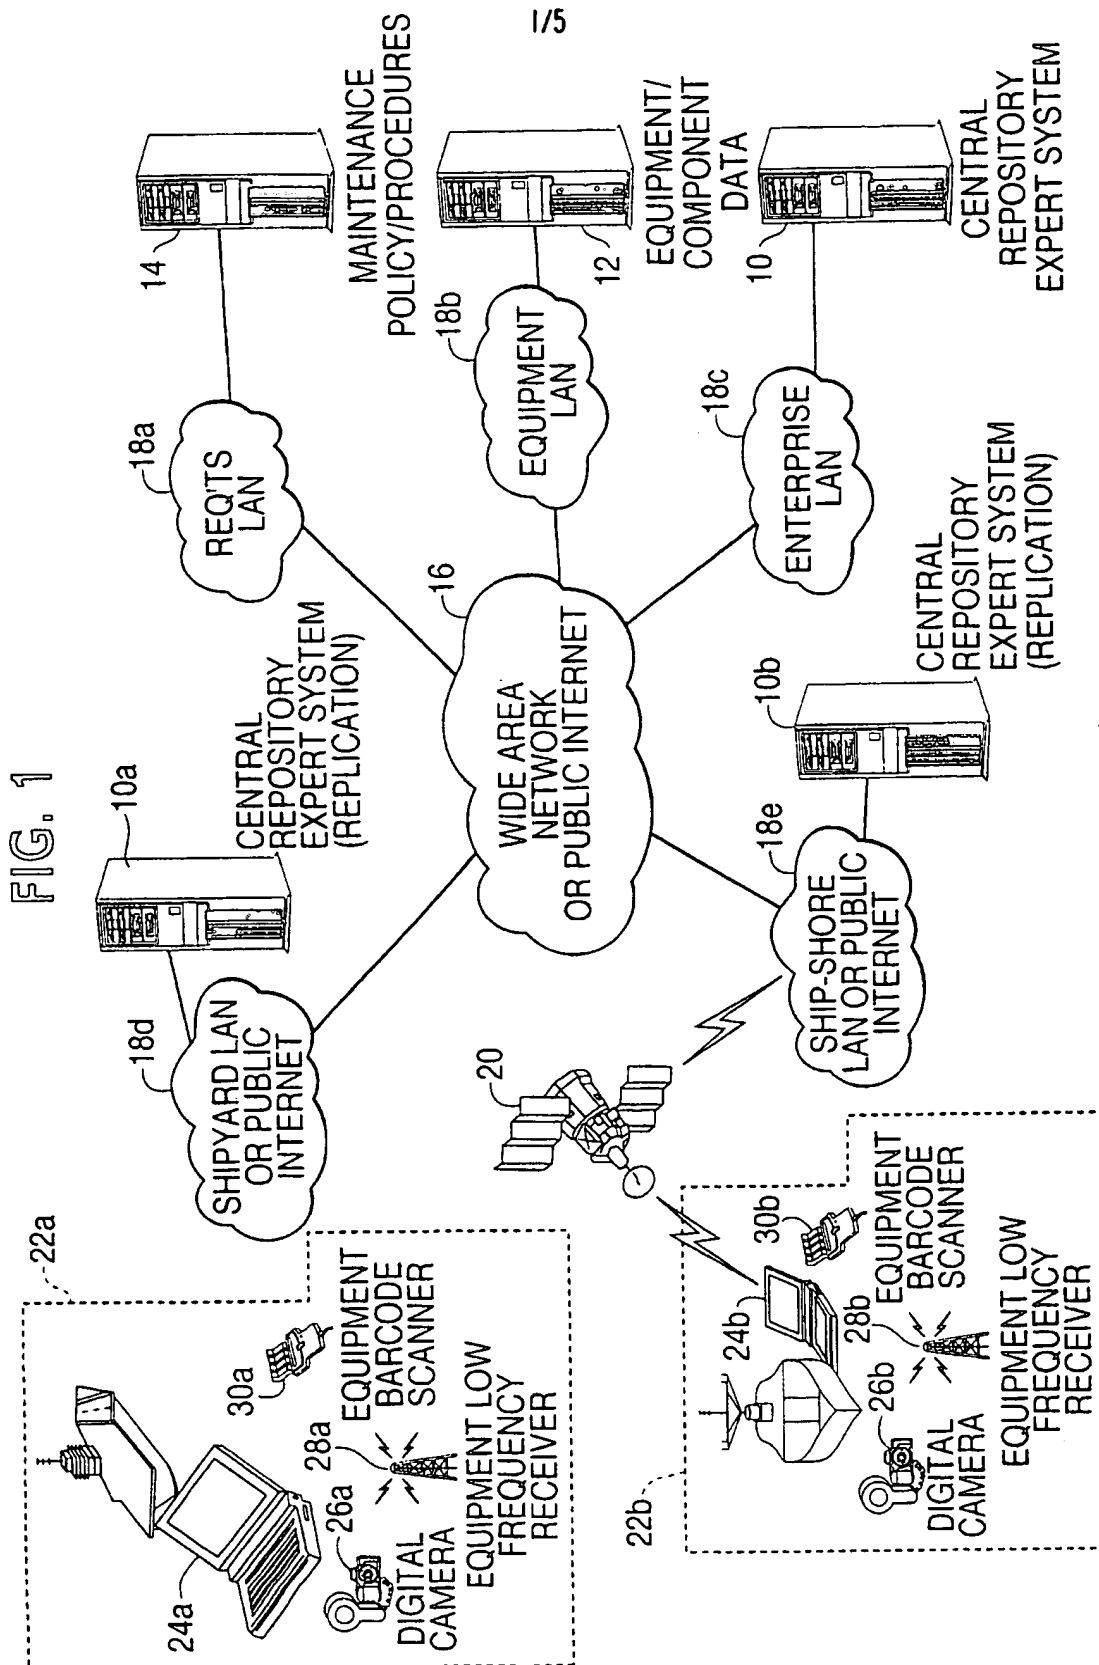 1/5
FIG. 1
22a
24a
30a
EQUIPMENT
BARCODE
SCANNER
28a
26a
DIGITAL
CAMERA
EQUIPMENT LOW
FREQUENCY
RECEIVER
18d
SHIPYARD LAN
OR PUBLIC
INTERNET
10a
CENTRAL
REPOSITORY
EXPERT SYSTEM
(REPLICATION)
18a
REQ'TS
LAN
14
MAINTENANCE
POLICY/PROCEDURES
16
WIDE AREA
NETWORK
OR PUBLIC INTERNET
18b
EQUIPMENT
LAN
12
EQUIPMENT/
COMPONENT
DATA
18c
ENTERPRISE
LAN
10
CENTRAL
REPOSITORY
EXPERT SYSTEM
20
18e
SHIP-SHORE
LAN OR PUBLIC
INTERNET
10b
CENTRAL
REPOSITORY
EXPERT SYSTEM
(REPLICATION)
22b
24b
30b
EQUIPMENT
BARCODE
SCANNER
28b
26b
DIGITAL
CAMERA
EQUIPMENT LOW
FREQUENCY
RECEIVER